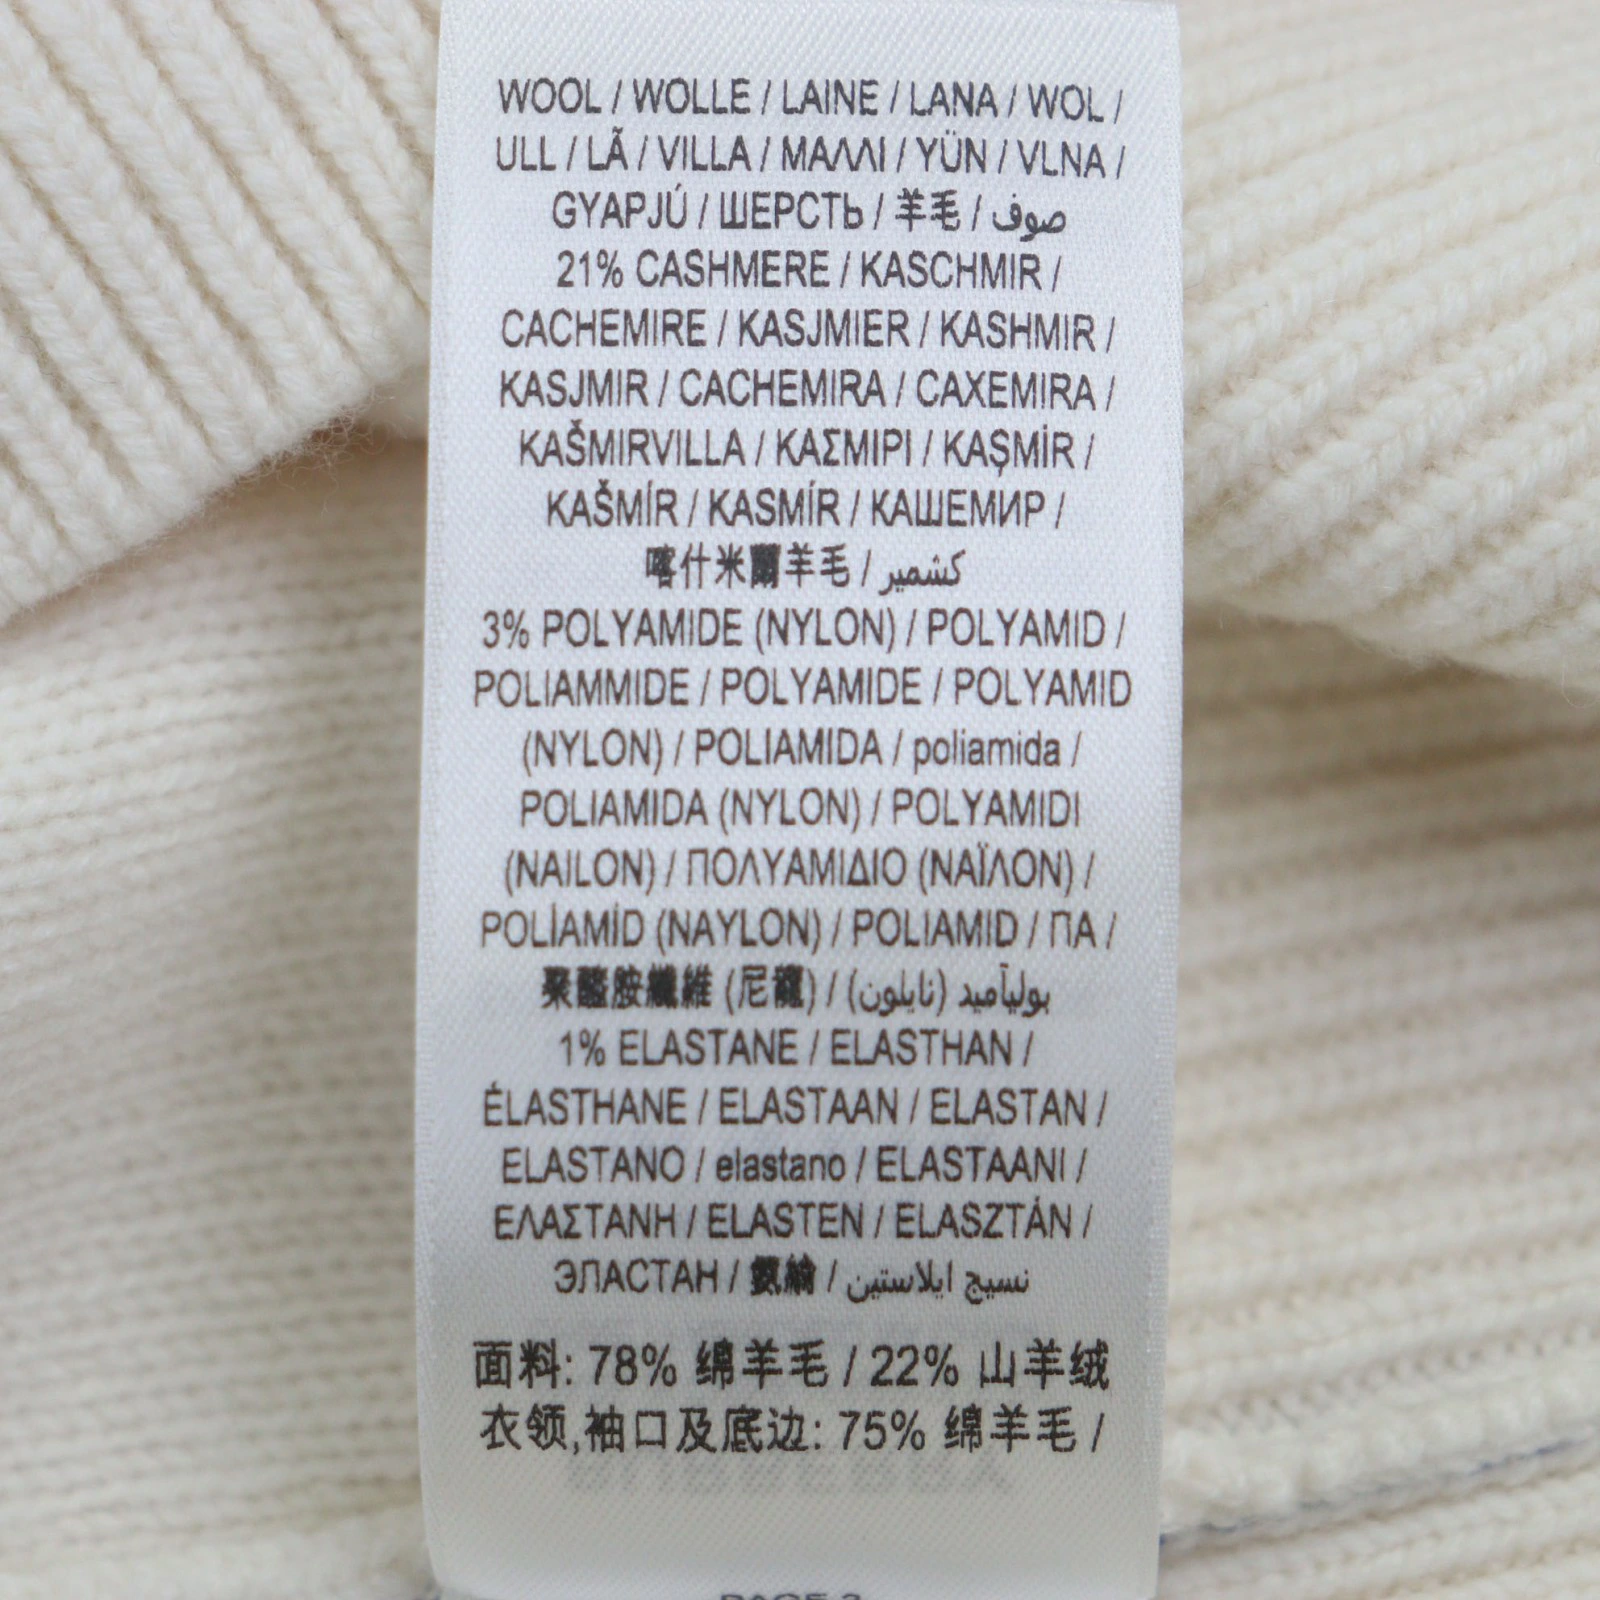 WOOL / WOLLE / LAINE / LANA / WOL /
ULL / LÃ / VILLA / ΜΑΛΛΙ / YÜN / VLNA /
GYAPJÚ / ШЕРСТЬ / 羊毛 / صوف
21% CASHMERE / KASCHMIR /
CACHEMIRE / KASJMIER / KASHMIR /
KASJMIR / CACHEMIRA / CAXEMIRA /
KAŠMIRVILLA / ΚΑΣΜΙΡΙ / KAŞMİR /
KAŠMÍR / KASMÍR / КАШЕМИР /
喀什米爾羊毛 / كشمير
3% POLYAMIDE (NYLON) / POLYAMID /
POLIAMMIDE / POLYAMIDE / POLYAMID
(NYLON) / POLIAMIDA / poliamida /
POLIAMIDA (NYLON) / POLYAMIDI
(NAILON) / ΠΟΛΥΑΜΙΔΙΟ (ΝΑΪΛΟΝ) /
POLİAMİD (NAYLON) / POLIAMID / ПА /
聚醯胺纖維 (尼龍) / بوليآميد (نايلون)
1% ELASTANE / ELASTHAN /
ÉLASTHANE / ELASTAAN / ELASTAN /
ELASTANO / elastano / ELASTAANI /
ΕΛΑΣΤΑΝΗ / ELASTEN / ELASZTÁN /
ЭЛАСТАН / 氨綸 / نسيج ايلاستين
面料: 78% 绵羊毛 / 22% 山羊绒
衣领,袖口及底边: 75% 绵羊毛 /